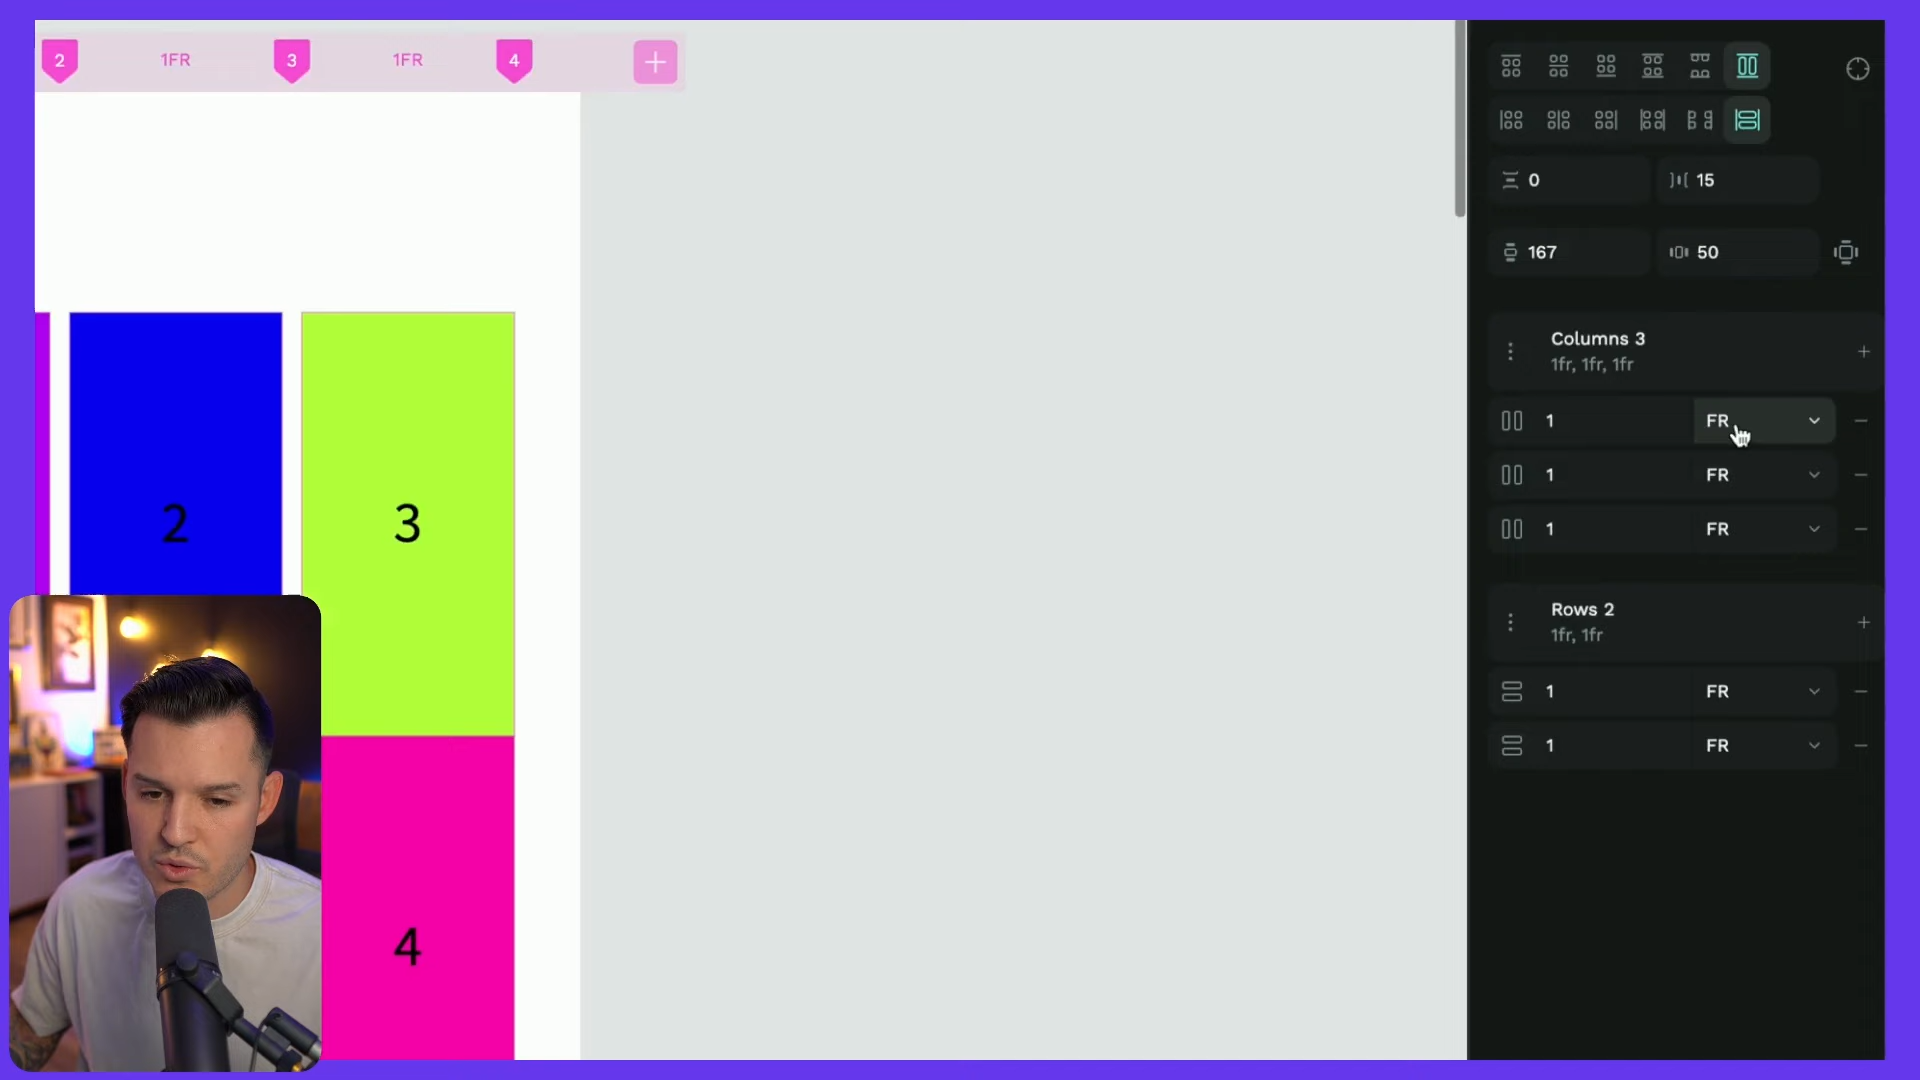 2 1FR 3 1FR 4 +
0 15
167 50
Columns 3
1fr, 1fr, 1fr
1 FR
1 FR
1 FR
Rows 2
1fr, 1fr
1 FR
1 FR
2 3
4